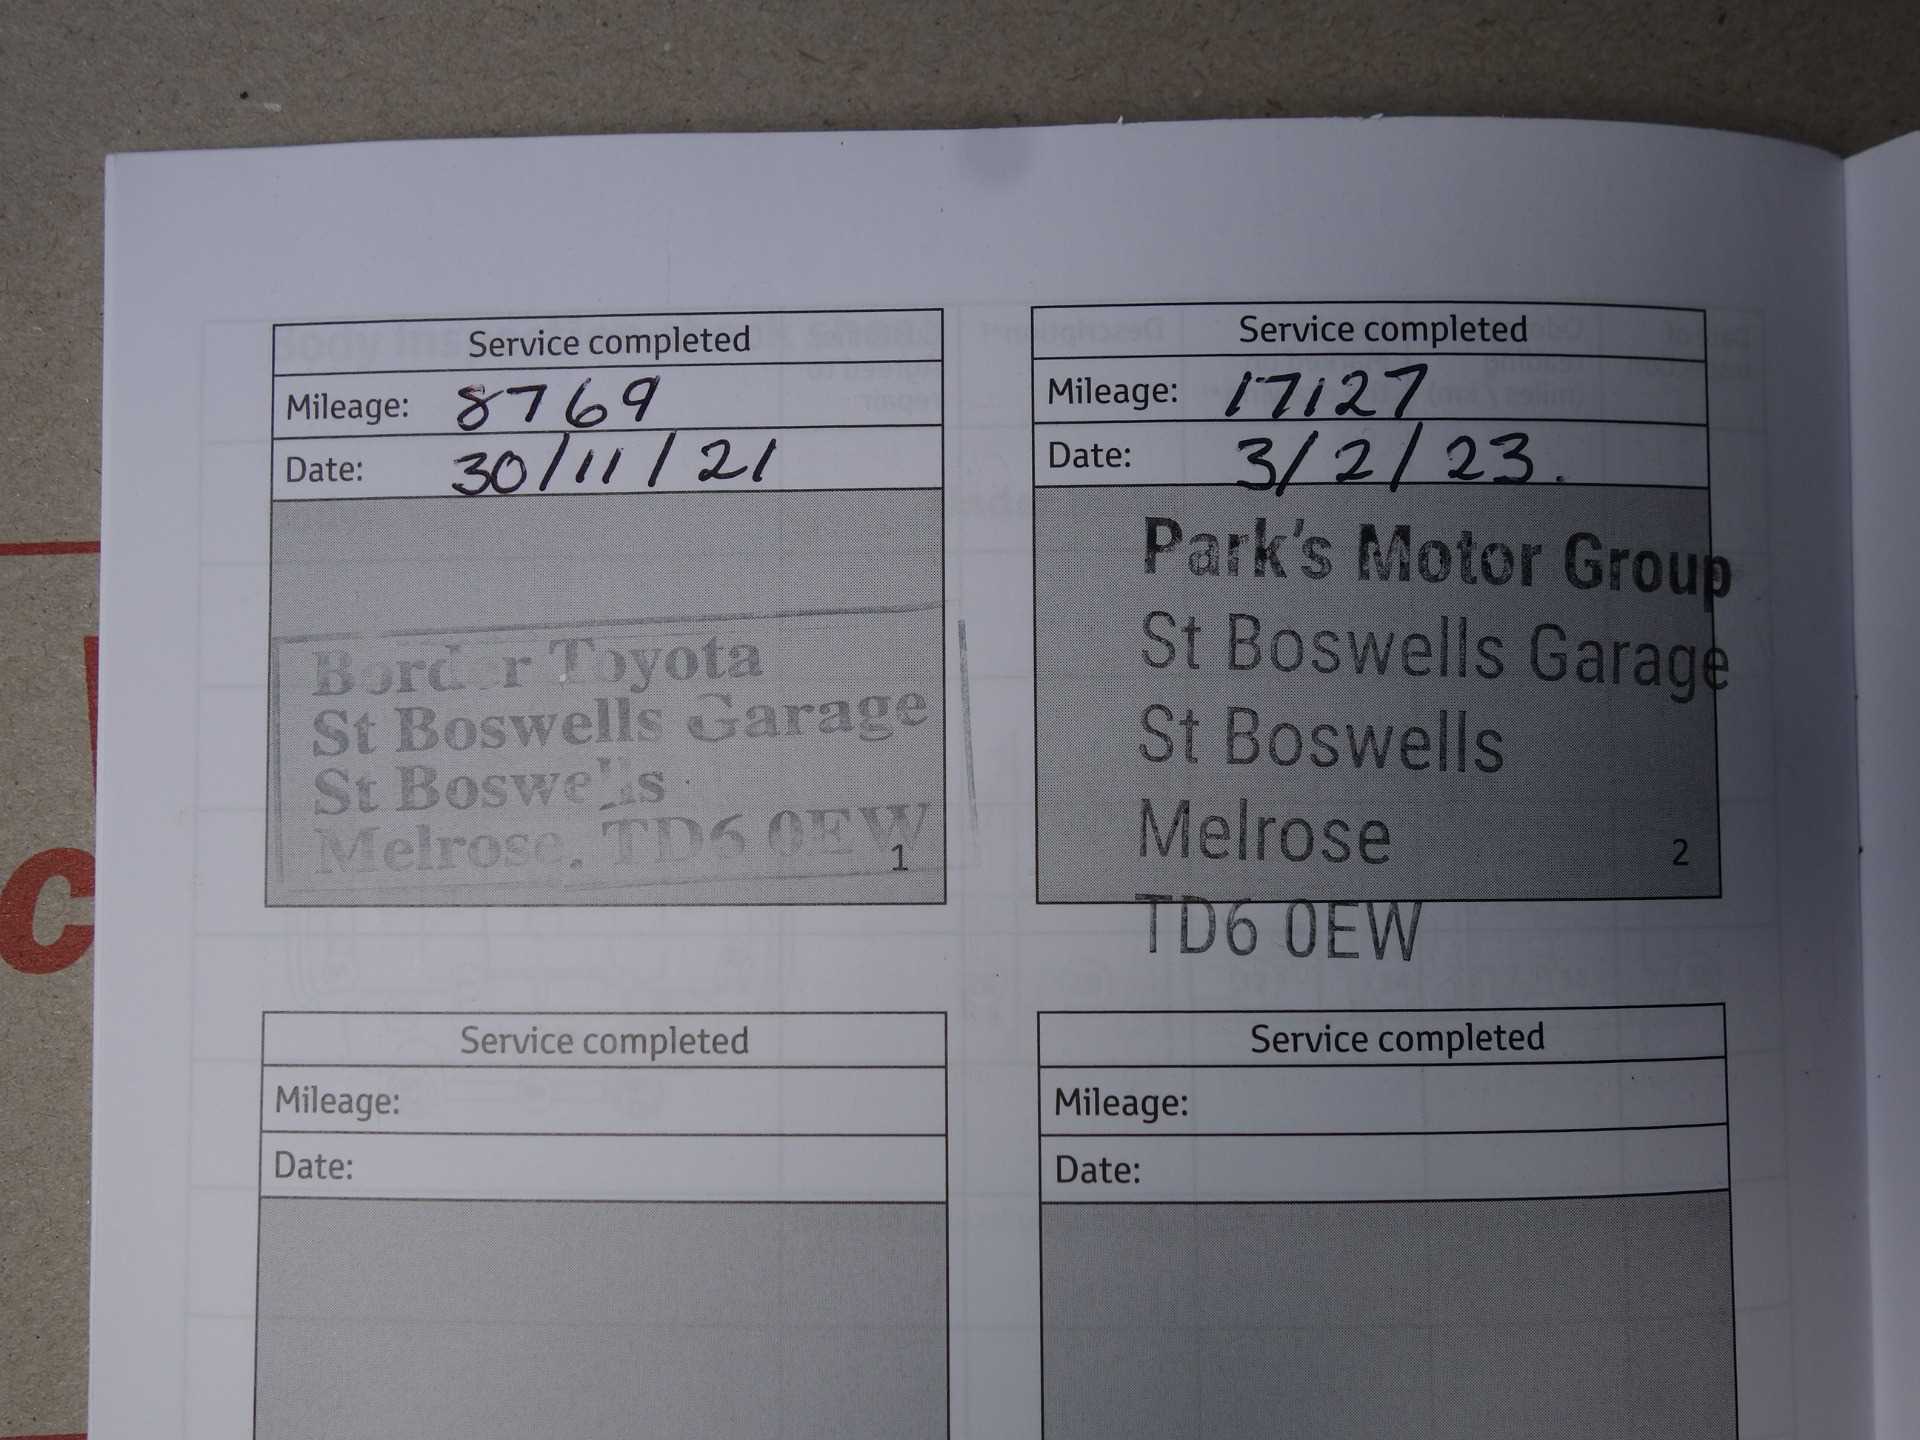 Service completed
Mileage: 8769
Date: 30/11/21
Border Toyota
St Boswells Garage
St Boswells
Melrose. TD6 0EW
1
Service completed
Mileage: 17127
Date: 3/2/23.
Park's Motor Group
St Boswells Garage
St Boswells
Melrose
2
TD6 0EW
Service completed
Mileage:
Date:
Service completed
Mileage:
Date:
c